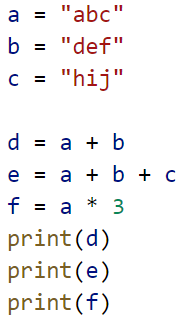 a = "abc"
b = "def"
c = "hij"
d = a + b
e = a + b + c
f = a * 3
print(d)
print(e)
print(f)